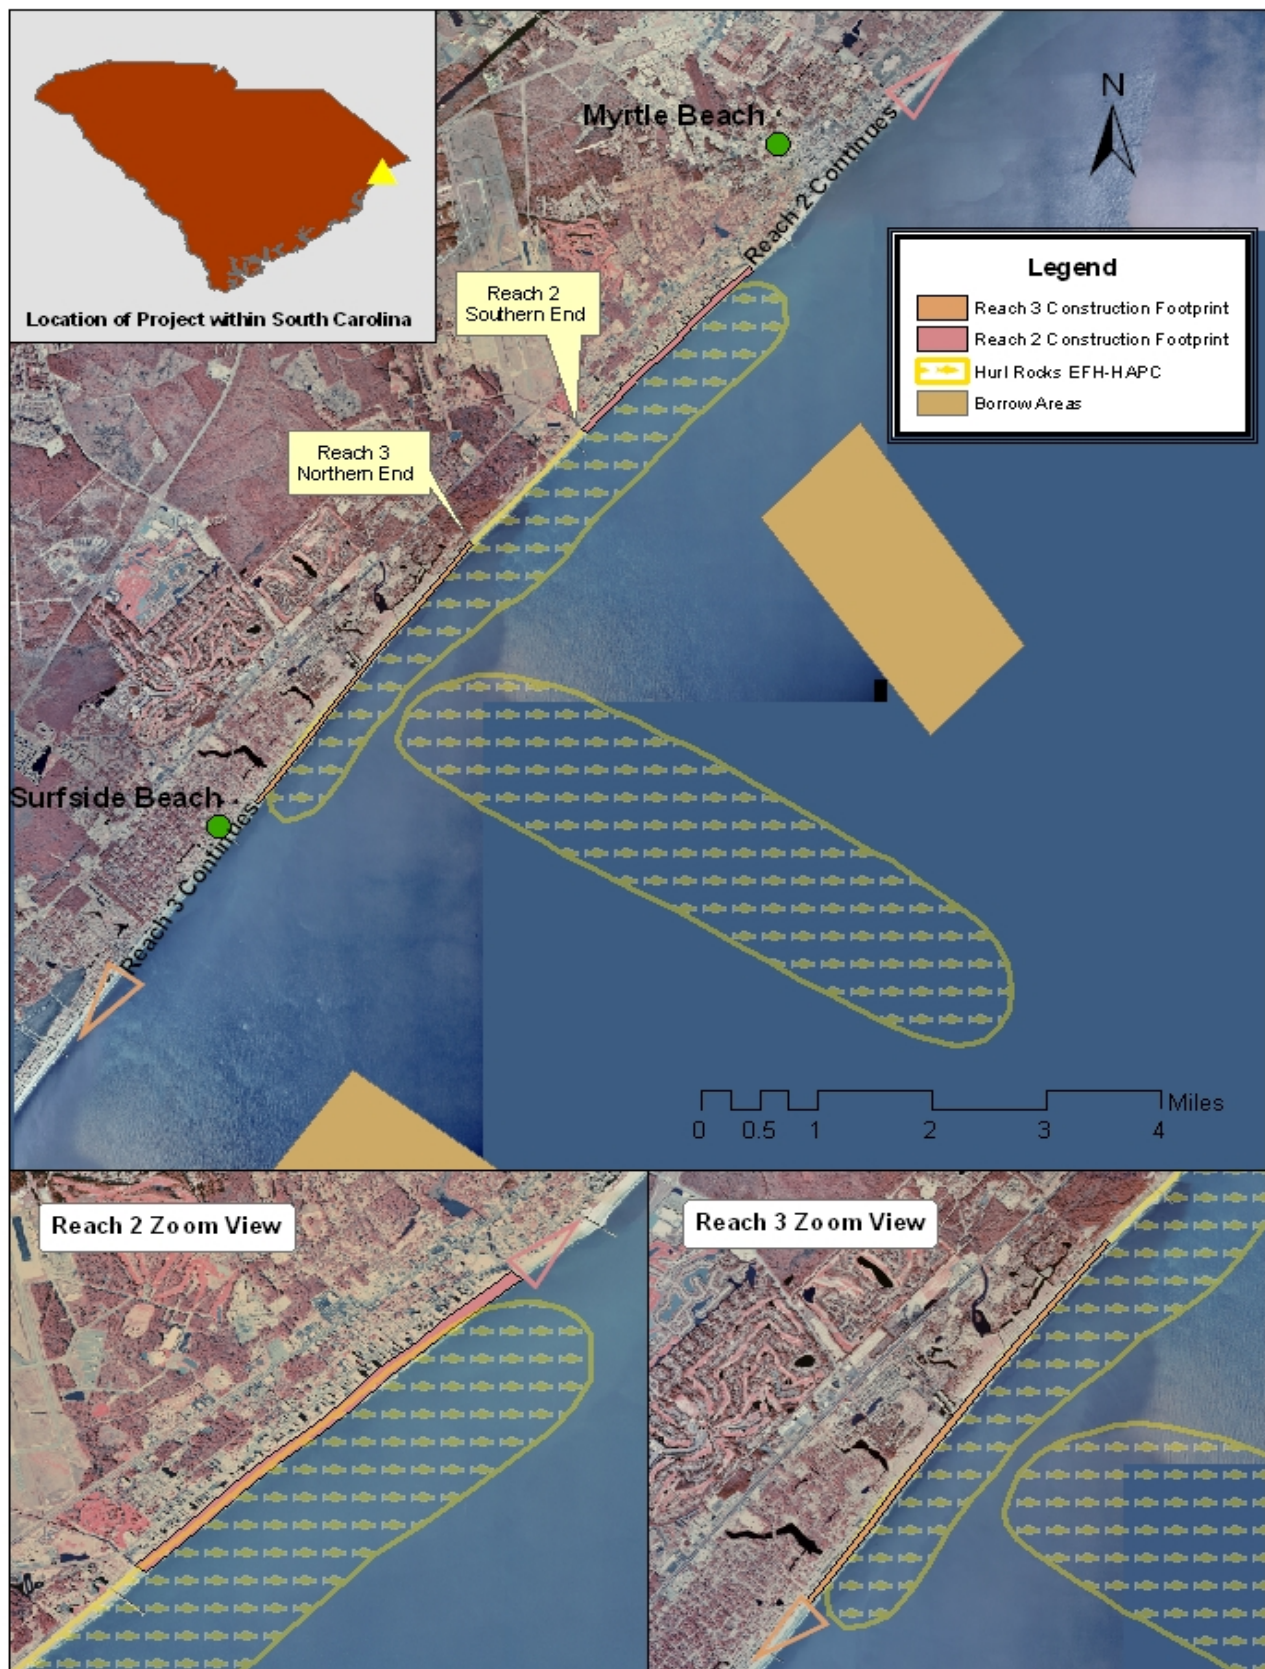 Location of Project within South Carolina
Myrtle Beach
Reach 2 Continues
N
Legend
Reach 3 Construction Footprint
Reach 2 Construction Footprint
Hurl Rocks EFH-HAPC
Borrow Areas
Reach 2
Southern End
Reach 3
Northern End
Surfside Beach
Reach 3 Continues
Miles
0 0.5 1 2 3 4
Reach 2 Zoom View
Reach 3 Zoom View